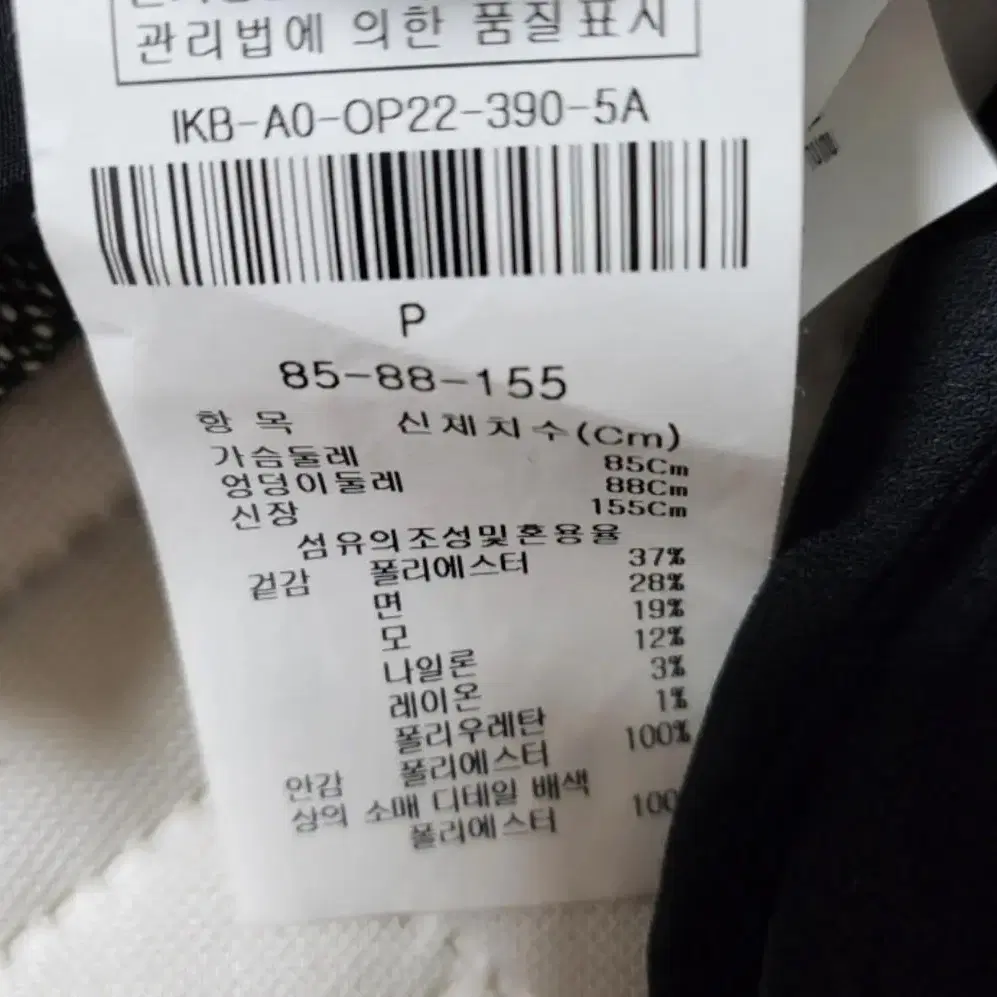 관리법에 의한 품질표시
IKB-A0-OP22-390-5A
P
85-88-155
항 목 신체치수(Cm)
가슴둘레 85Cm
엉덩이둘레 88Cm
신장 155Cm
섬유의조성및혼용율
겉감 폴리에스터 37%
면 28%
모 19%
나일론 12%
레이온 3%
폴리우레탄 1%
안감 폴리에스터 100%
상의 소매 디테일 배색
폴리에스터 100